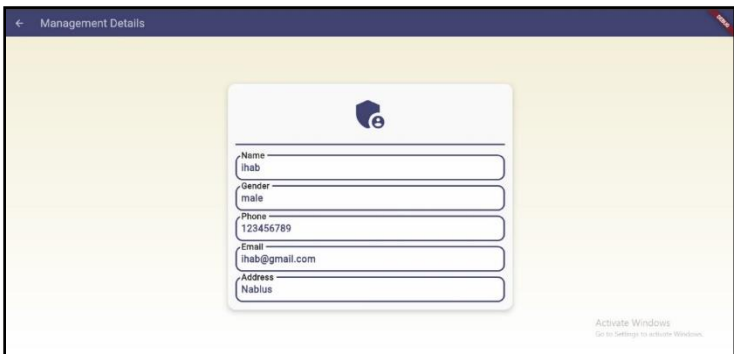 Management Details
DEBUG
Name
ihab
Gender
male
Phone
123456789
Email
ihab@gmail.com
Address
Nablus
Activate Windows
Go to Settings to activate Windows.